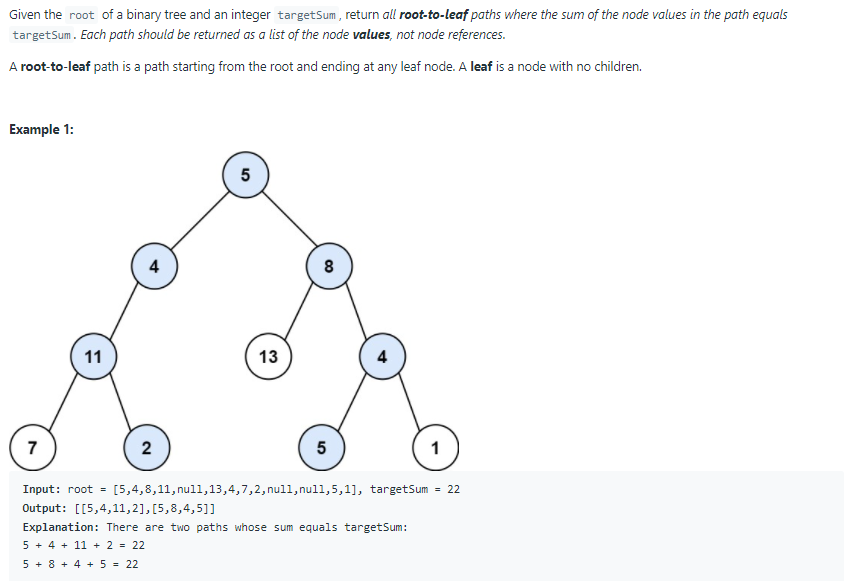 Given the root of a binary tree and an integer targetSum, return all root-to-leaf paths where the sum of the node values in the path equals
targetSum. Each path should be returned as a list of the node values, not node references.
A root-to-leaf path is a path starting from the root and ending at any leaf node. A leaf is a node with no children.
Example 1:
5
4 8
11 13 4
7 2 5 1
Input: root = [5,4,8,11,null,13,4,7,2,null,null,5,1], targetSum = 22
Output: [[5,4,11,2],[5,8,4,5]]
Explanation: There are two paths whose sum equals targetSum:
5 + 4 + 11 + 2 = 22
5 + 8 + 4 + 5 = 22